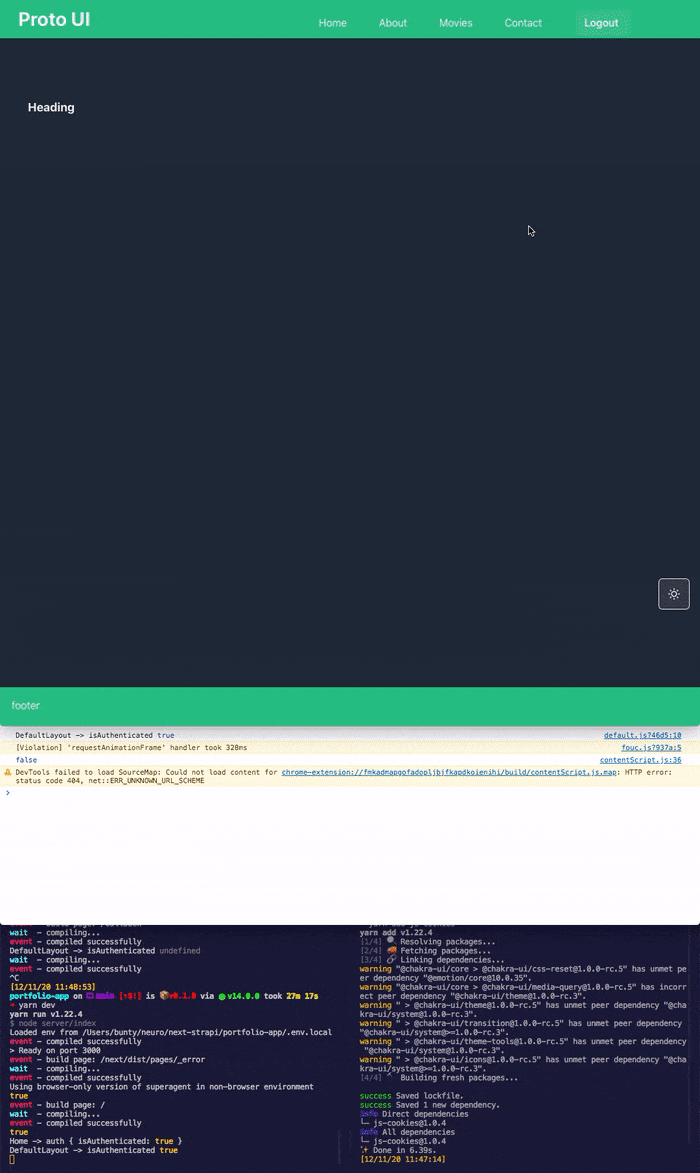 Proto UI
Home About Movies Contact Logout
Heading
footer
DefaultLayout -> isAuthenticated true default.js?46d5:10
[Violation] 'requestAnimationFrame' handler took 320ms fouc.js?937a:5
false contentScript.js:36
DevTools failed to load SourceMap: Could not load content for chrome-extension://fmkadmapgofadopljbjfkapdkoienihi/build/contentScript.js.map: HTTP error:
status code 404, net::ERR_UNKNOWN_URL_SCHEME
>
wait - compiling...
event - compiled successfully
DefaultLayout -> isAuthenticated undefined
wait - compiling...
event - compiled successfully
^C
[12/11/20 11:48:53]
portfolio-app on main [+$!] is v0.1.0 via v14.0.0 took 27m 17s
yarn dev
yarn run v1.22.4
$ node server/index
Loaded env from /Users/bunty/neuro/next-strapi/portfolio-app/.env.local
> Ready on port 3000
event - build page: /next/dist/pages/_error
wait - compiling...
event - compiled successfully
Using browser-only version of superagent in non-browser environment
true
event - build page: /
wait - compiling...
event - compiled successfully
true
Home -> auth { isAuthenticated: true }
DefaultLayout -> isAuthenticated true
yarn add v1.22.4
[1/4] Resolving packages...
[2/4] Fetching packages...
[3/4] Linking dependencies...
warning "@chakra-ui/core > @chakra-ui/css-reset@1.0.0-rc.5" has unmet pe
er dependency "@emotion/core@10.0.35".
warning "@chakra-ui/core > @chakra-ui/media-query@1.0.0-rc.5" has incorr
ect peer dependency "@chakra-ui/theme@1.0.0-rc.3".
warning " > @chakra-ui/theme@1.0.0-rc.5" has unmet peer dependency "@cha
kra-ui/system@1.0.0-rc.3".
warning " > @chakra-ui/transition@1.0.0-rc.5" has unmet peer dependency
"@chakra-ui/system@1.0.0-rc.3".
warning " > @chakra-ui/theme-tools@1.0.0-rc.5" has unmet peer dependency
"@chakra-ui/system@>=1.0.0-rc.3".
warning " > @chakra-ui/icons@1.0.0-rc.5" has unmet peer dependency "@cha
kra-ui/system@>=1.0.0-rc.3".
[4/4] Building fresh packages...
success Saved lockfile.
success Saved 1 new dependency.
info Direct dependencies
└─ js-cookies@1.0.4
info All dependencies
└─ js-cookies@1.0.4
Done in 6.39s.
[12/11/20 11:47:14]